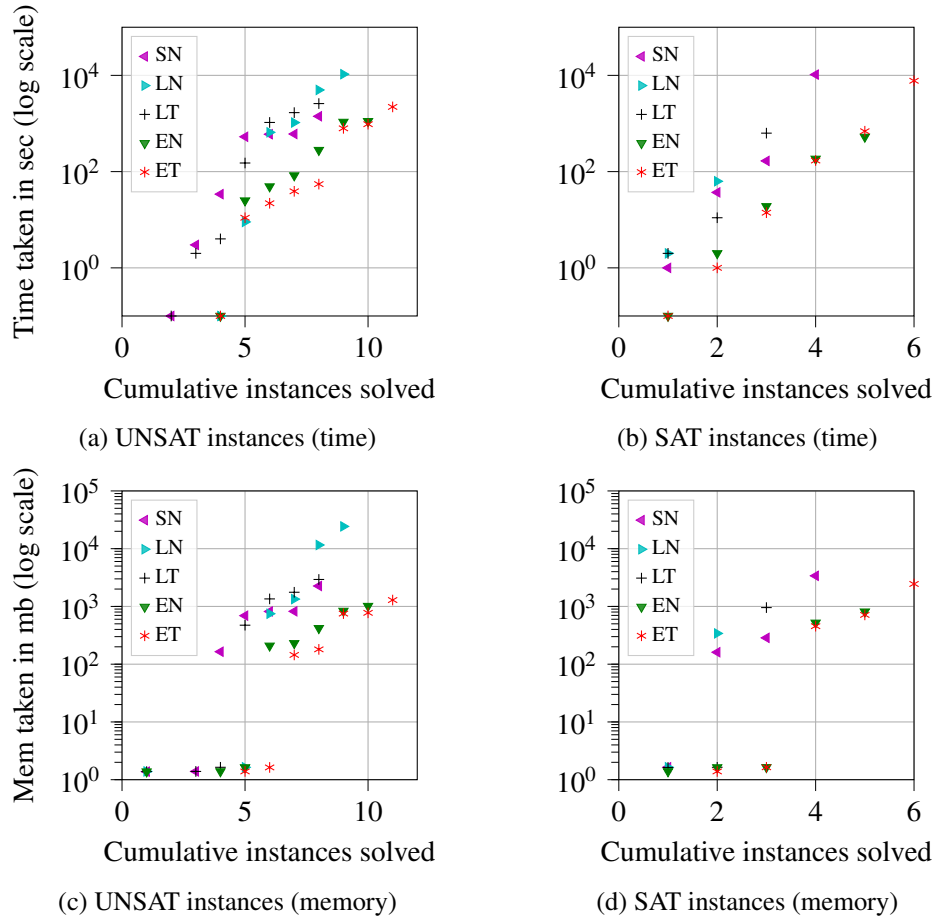 Time taken in sec (log scale)
10^4
10^2
10^0
SN
LN
LT
EN
ET
0 5 10
Cumulative instances solved
(a) UNSAT instances (time)
10^4
10^2
10^0
SN
LN
LT
EN
ET
0 2 4 6
Cumulative instances solved
(b) SAT instances (time)
Mem taken in mb (log scale)
10^5
10^4
10^3
10^2
10^1
10^0
SN
LN
LT
EN
ET
0 5 10
Cumulative instances solved
(c) UNSAT instances (memory)
10^5
10^4
10^3
10^2
10^1
10^0
SN
LN
LT
EN
ET
0 2 4 6
Cumulative instances solved
(d) SAT instances (memory)